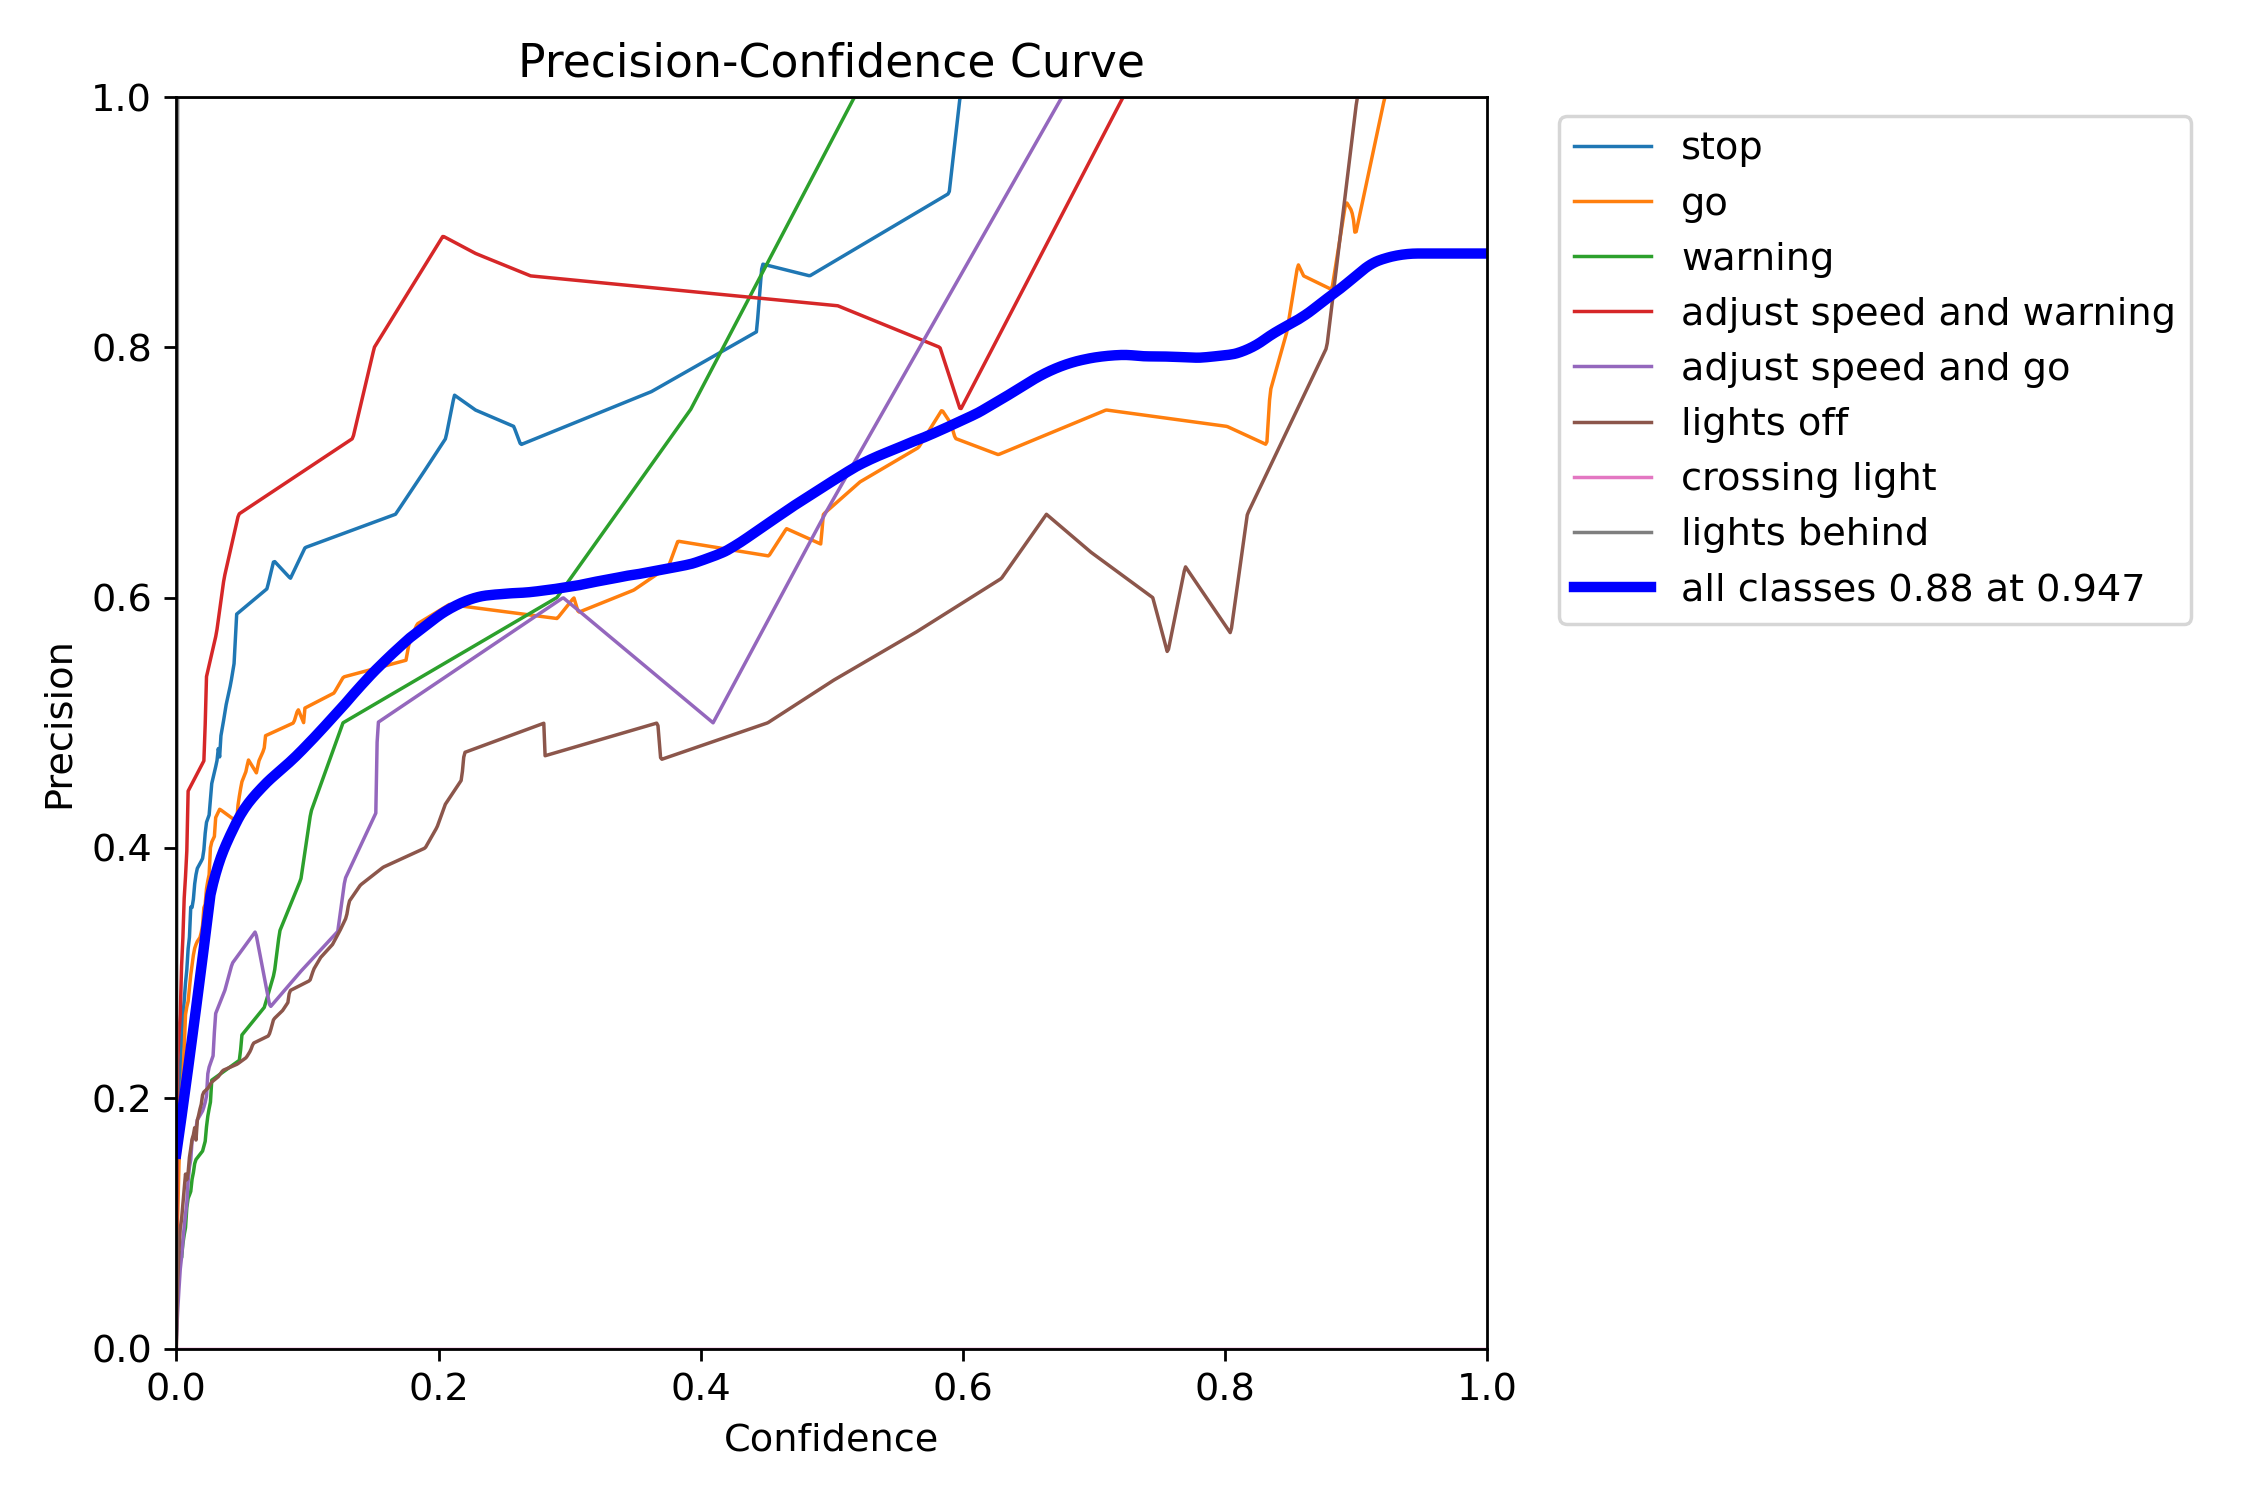 Precision-Confidence Curve
1.0
0.8
0.6
0.4
0.2
0.0
Precision
0.0 0.2 0.4 0.6 0.8 1.0
Confidence
stop
go
warning
adjust speed and warning
adjust speed and go
lights off
crossing light
lights behind
all classes 0.88 at 0.947